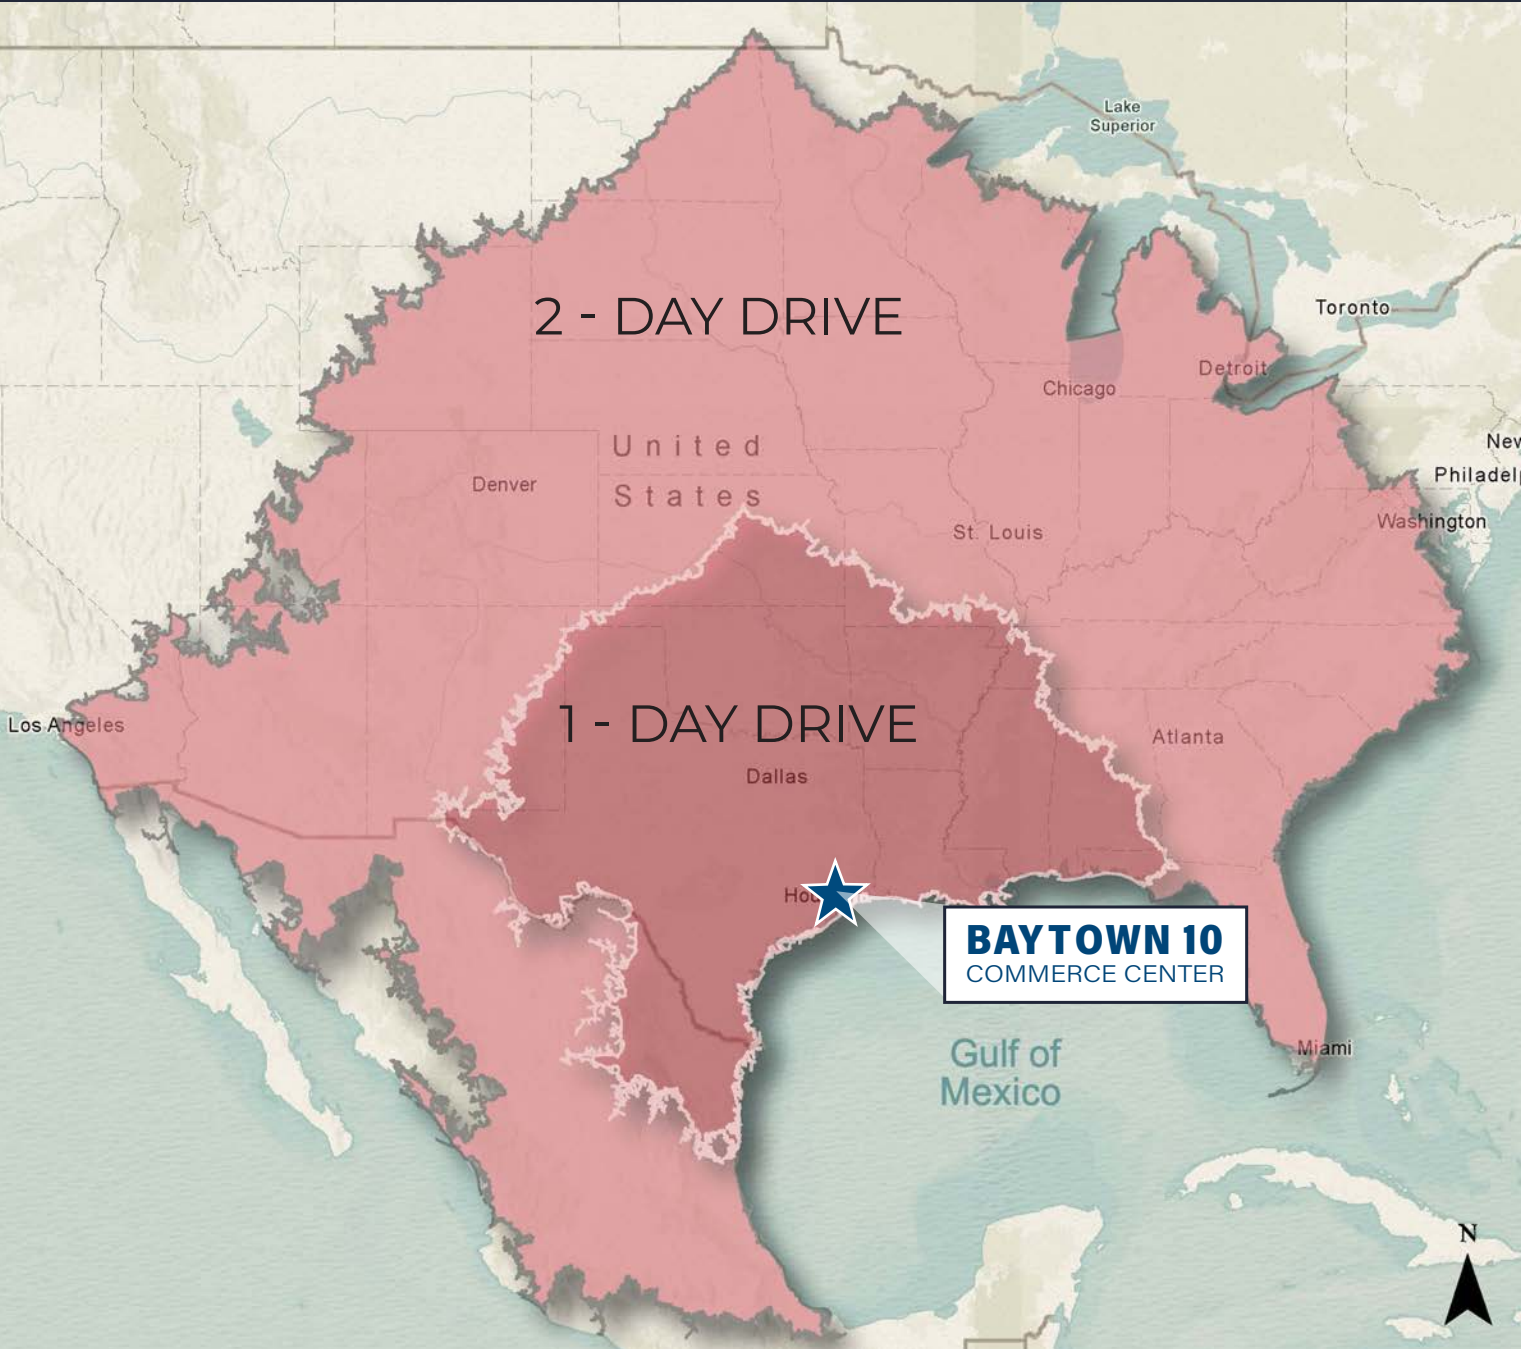 Lake
Superior
Toronto
2 - DAY DRIVE
Detroit
Chicago
United
States
Denver
Washington
St. Louis
1 - DAY DRIVE
Los Angeles
Atlanta
Dallas
BAYTOWN 10
COMMERCE CENTER
Gulf of
Mexico
Miami
N